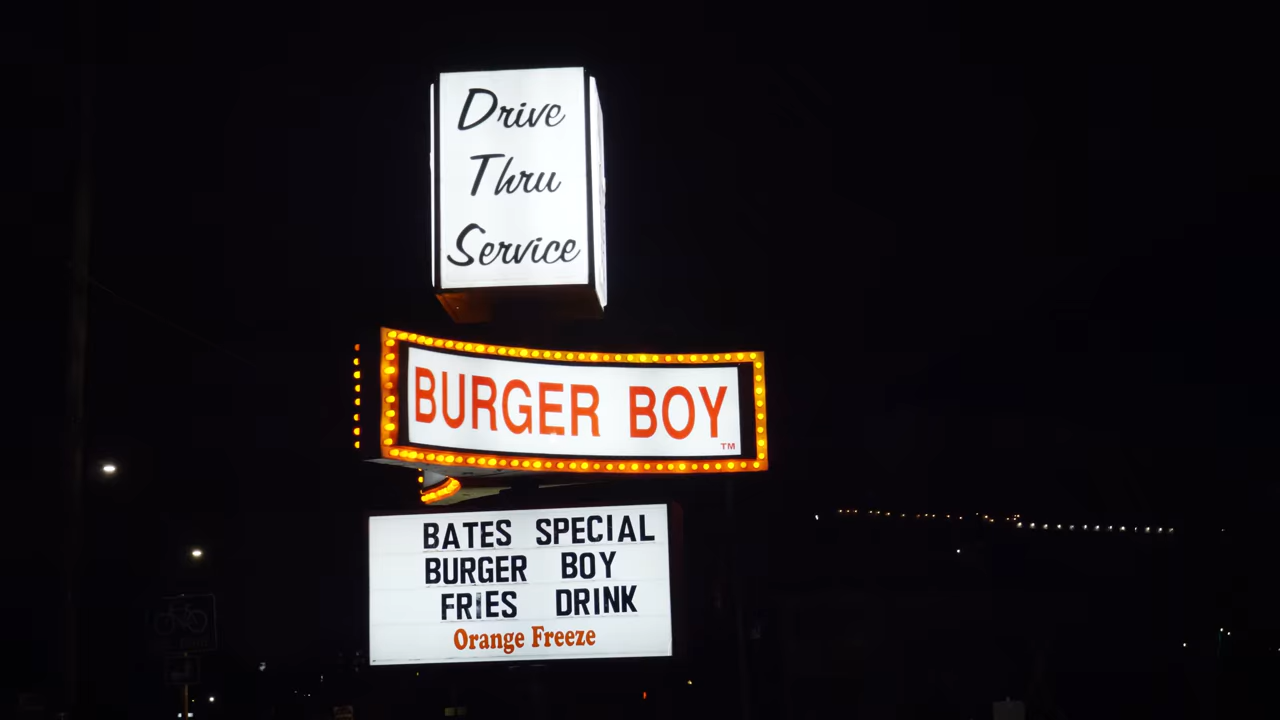 Drive
Thru
Service
BURGER BOY
TM
BATES SPECIAL
BURGER BOY
FRIES DRINK
Orange Freeze